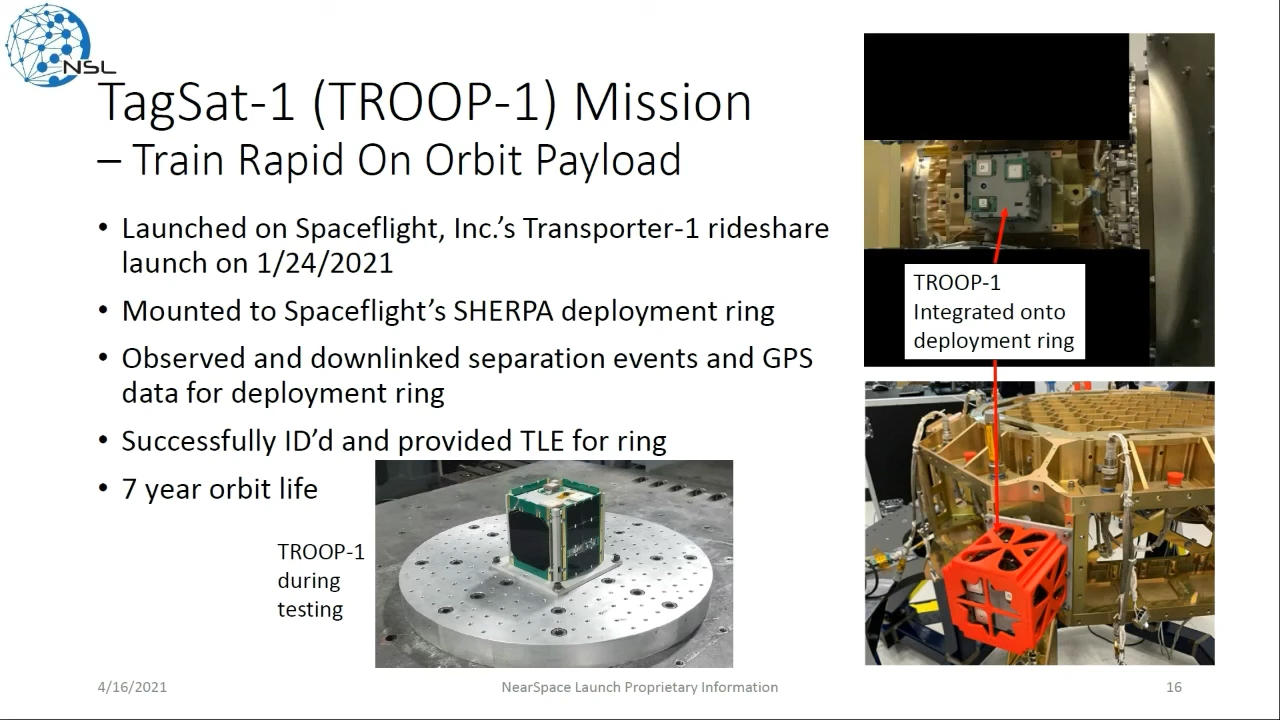 NSL
TagSat-1 (TROOP-1) Mission
– Train Rapid On Orbit Payload
• Launched on Spaceflight, Inc.’s Transporter-1 rideshare
launch on 1/24/2021
• Mounted to Spaceflight’s SHERPA deployment ring
• Observed and downlinked separation events and GPS
data for deployment ring
• Successfully ID’d and provided TLE for ring
• 7 year orbit life
TROOP-1
during
testing
TROOP-1
Integrated onto
deployment ring
4/16/2021
NearSpace Launch Proprietary Information
16